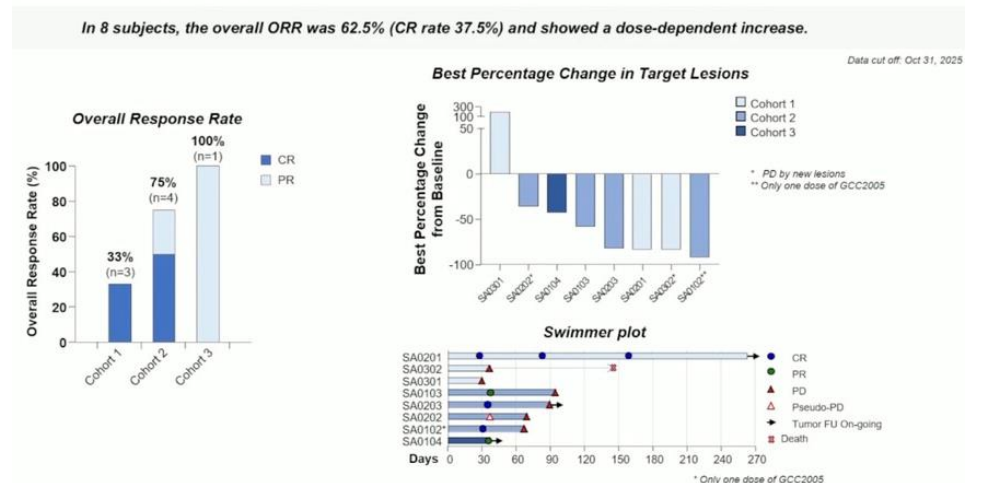 In 8 subjects, the overall ORR was 62.5% (CR rate 37.5%) and showed a dose-dependent increase.
Data cut off: Oct 31, 2025
Overall Response Rate
Overall Response Rate (%)
100
80
60
40
20
0
33%
(n=3)
75%
(n=4)
100%
(n=1)
Cohort 1
Cohort 2
Cohort 3
CR
PR
Best Percentage Change in Target Lesions
Best Percentage Change
from Baseline
300
100
50
0
-50
-100
SA0301
SA0202*
SA0104
SA0103
SA0203
SA0201
SA0302*
SA0102**
Cohort 1
Cohort 2
Cohort 3
* PD by new lesions
** Only one dose of GCC2005
Swimmer plot
SA0201
SA0302
SA0301
SA0103
SA0203
SA0202
SA0102*
SA0104
Days
0 30 60 90 120 150 180 210 240 270
CR
PR
PD
Pseudo-PD
Tumor FU On-going
Death
* Only one dose of GCC2005